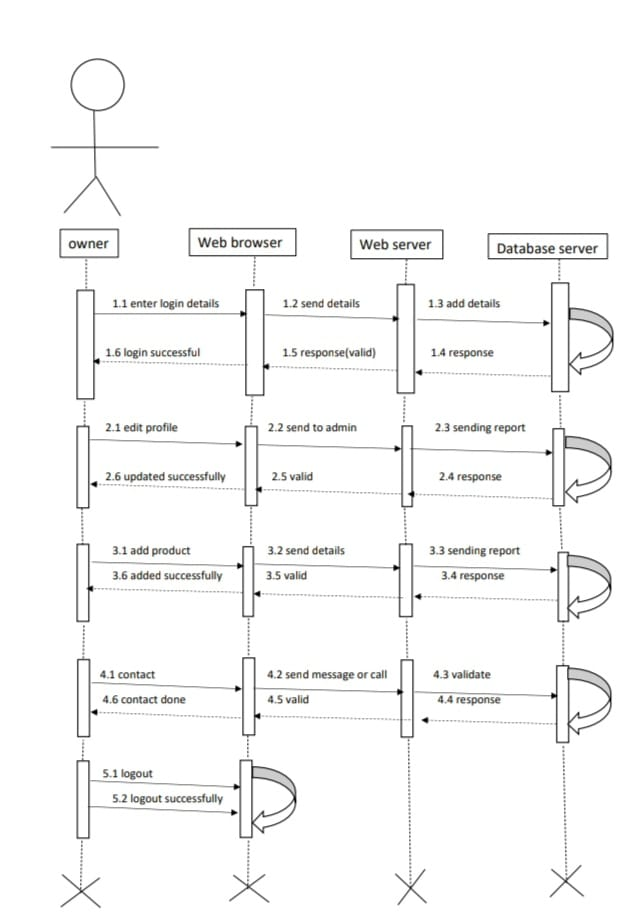 owner
Web browser
Web server
Database server
1.1 enter login details
1.2 send details
1.3 add details
1.6 login successful
1.5 response(valid)
1.4 response
2.1 edit profile
2.2 send to admin
2.3 sending report
2.6 updated successfully
2.5 valid
2.4 response
3.1 add product
3.2 send details
3.3 sending report
3.6 added successfully
3.5 valid
3.4 response
4.1 contact
4.2 send message or call
4.3 validate
4.6 contact done
4.5 valid
4.4 response
5.1 logout
5.2 logout successfully